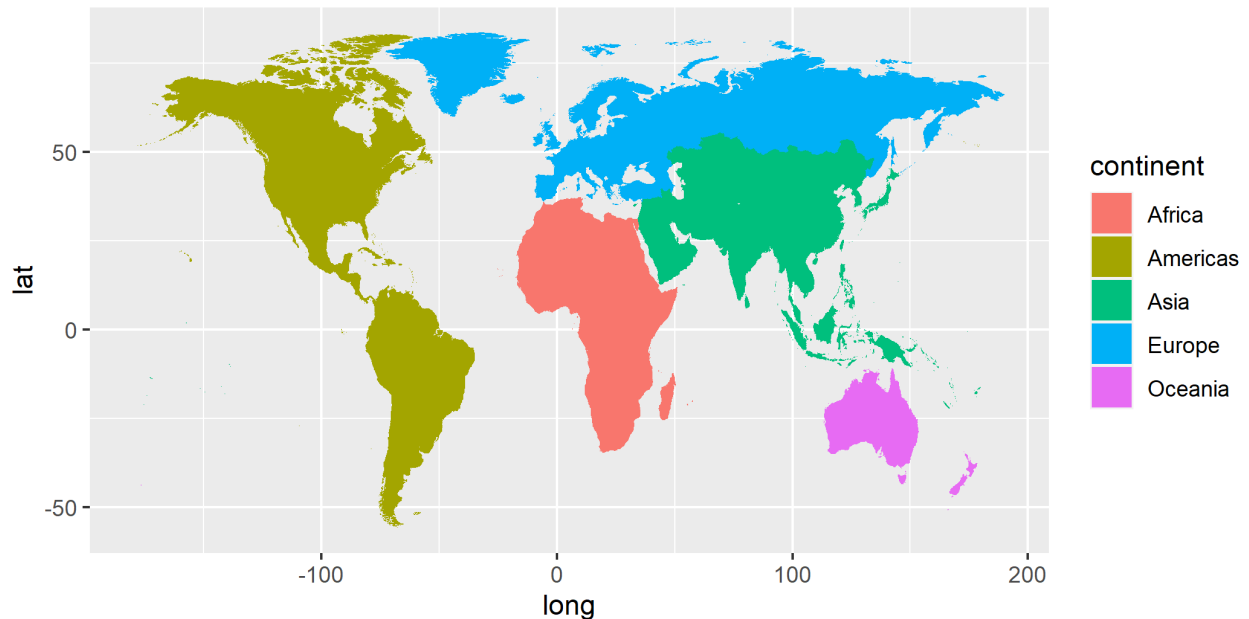 50
0
-50
lat
-100
0
100
200
long
continent
Africa
Americas
Asia
Europe
Oceania